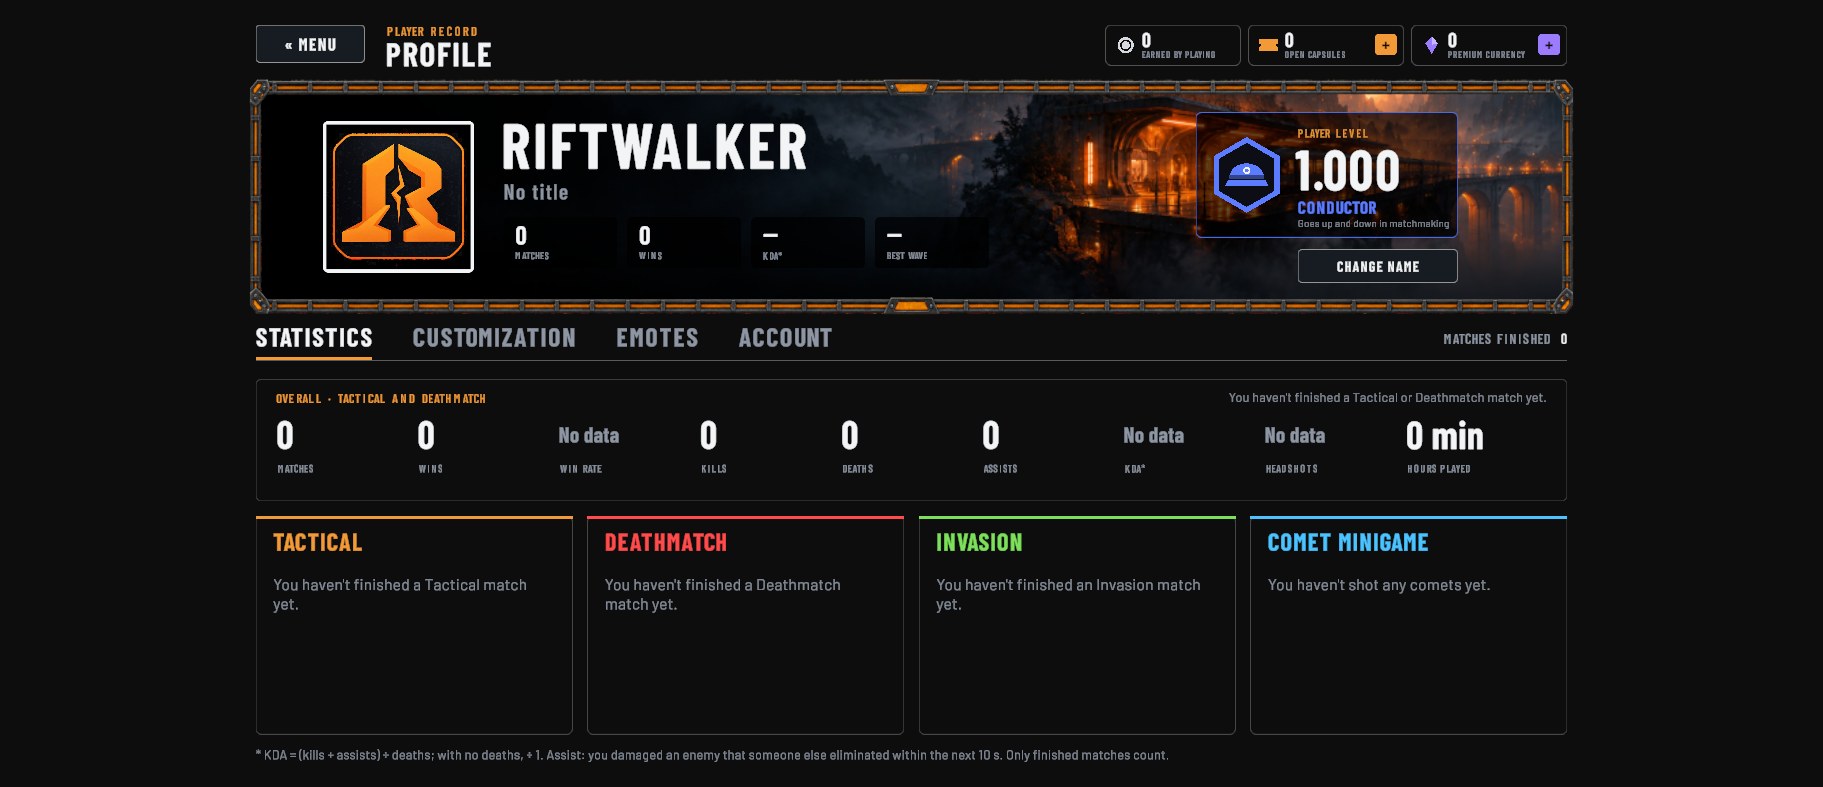 « MENU
PLAYER RECORD
PROFILE
0
EARNED BY PLAYING
0
OPEN CAPSULES
+
0
PREMIUM CURRENCY
+
RIFTWALKER
No title
0
MATCHES
0
WINS
—
KDA*
—
BEST WAVE
PLAYER LEVEL
1.000
CONDUCTOR
Goes up and down in matchmaking
CHANGE NAME
STATISTICS
CUSTOMIZATION
EMOTES
ACCOUNT
MATCHES FINISHED 0
OVERALL · TACTICAL AND DEATHMATCH
You haven't finished a Tactical or Deathmatch match yet.
0
MATCHES
0
WINS
No data
WIN RATE
0
KILLS
0
DEATHS
0
ASSISTS
No data
KDA*
No data
HEADSHOTS
0 min
HOURS PLAYED
TACTICAL
You haven't finished a Tactical match
yet.
DEATHMATCH
You haven't finished a Deathmatch
match yet.
INVASION
You haven't finished an Invasion match
yet.
COMET MINIGAME
You haven't shot any comets yet.
* KDA = (kills + assists) ÷ deaths; with no deaths, ÷ 1. Assist: you damaged an enemy that someone else eliminated within the next 10 s. Only finished matches count.